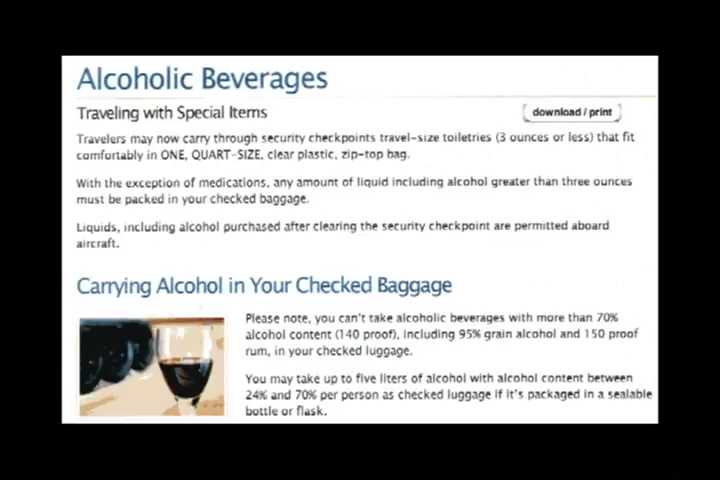 Alcoholic Beverages
Traveling with Special Items
download / print
Travelers may now carry through security checkpoints travel-size toiletries (3 ounces or less) that fit
comfortably in ONE, QUART-SIZE, clear plastic, zip-top bag.
With the exception of medications, any amount of liquid including alcohol greater than three ounces
must be packed in your checked baggage.
Liquids, including alcohol purchased after clearing the security checkpoint are permitted aboard
aircraft.
Carrying Alcohol in Your Checked Baggage
Please note, you can't take alcoholic beverages with more than 70%
alcohol content (140 proof), including 95% grain alcohol and 150 proof
rum, in your checked luggage.
You may take up to five liters of alcohol with alcohol content between
24% and 70% per person as checked luggage if it's packaged in a sealable
bottle or flask.